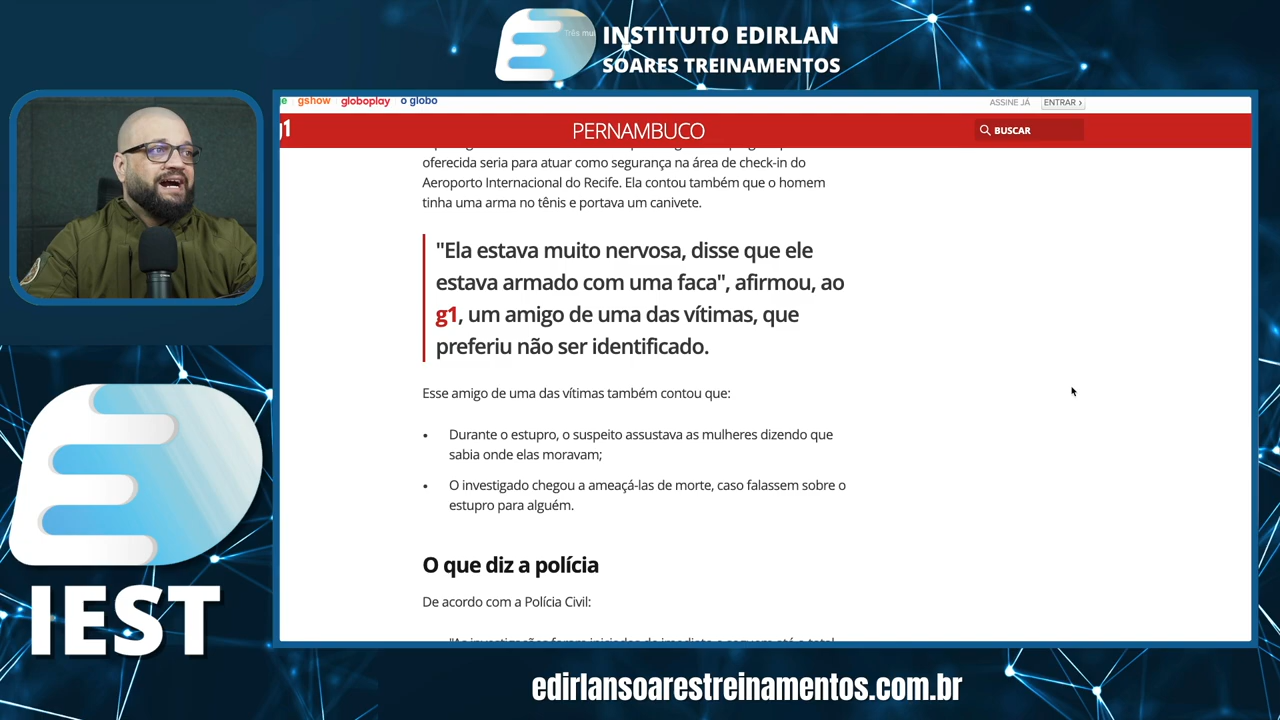 Três mul
INSTITUTO EDIRLAN
SOARES TREINAMENTOS
gshow globoplay o globo
ASSINE JÁ ENTRAR ›
g1
PERNAMBUCO
BUSCAR
oferecida seria para atuar como segurança na área de check-in do
Aeroporto Internacional do Recife. Ela contou também que o homem
tinha uma arma no tênis e portava um canivete.
"Ela estava muito nervosa, disse que ele
estava armado com uma faca", afirmou, ao
g1, um amigo de uma das vítimas, que
preferiu não ser identificado.
Esse amigo de uma das vítimas também contou que:
• Durante o estupro, o suspeito assustava as mulheres dizendo que
sabia onde elas moravam;
• O investigado chegou a ameaçá-las de morte, caso falassem sobre o
estupro para alguém.
O que diz a polícia
De acordo com a Polícia Civil:
IEST
edirlansoarestreinamentos.com.br